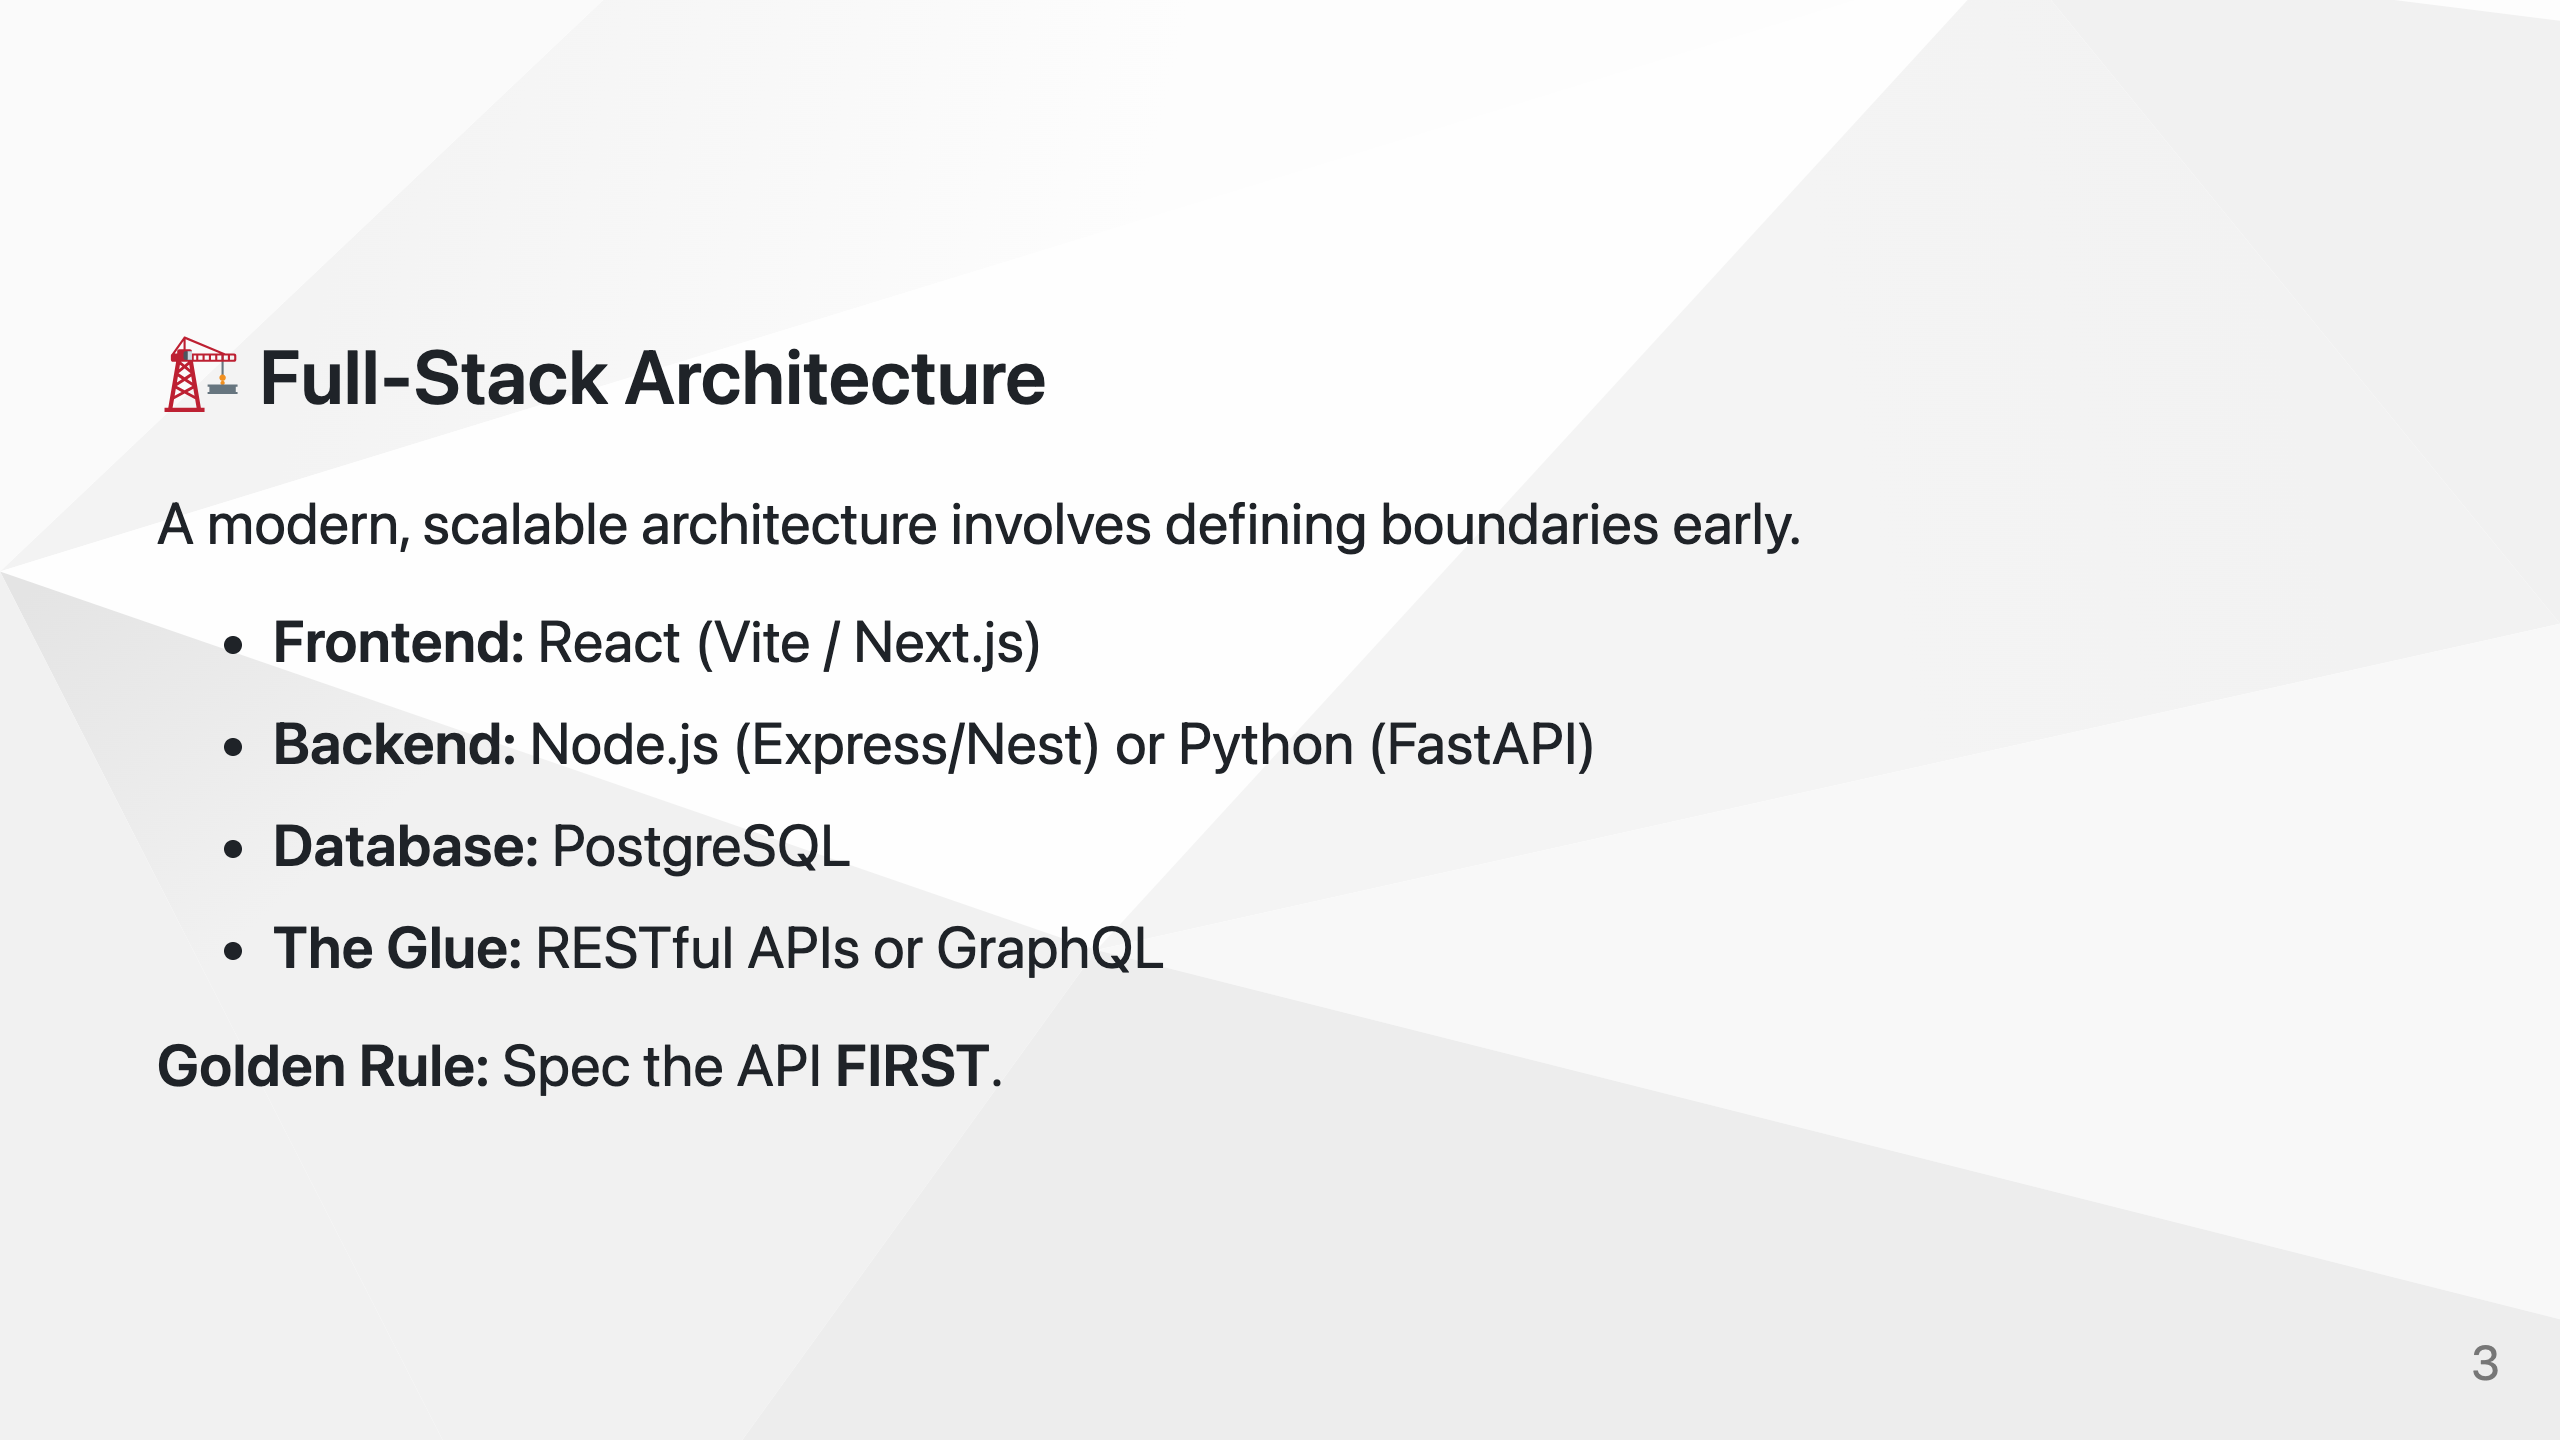 🏗️ Full-Stack Architecture
A modern, scalable architecture involves defining boundaries early.
• Frontend: React (Vite / Next.js)
• Backend: Node.js (Express/Nest) or Python (FastAPI)
• Database: PostgreSQL
• The Glue: RESTful APIs or GraphQL
Golden Rule: Spec the API FIRST.
3